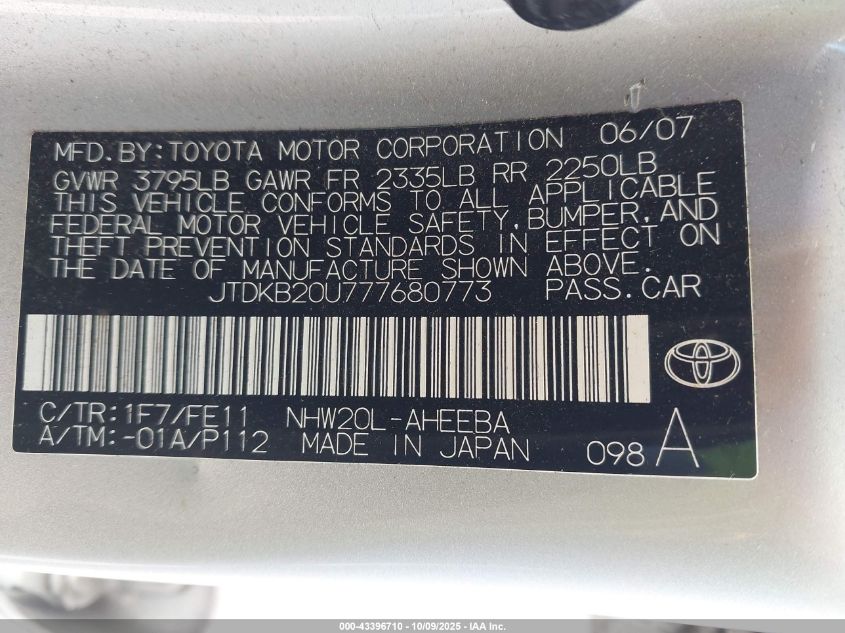 MFD. BY: TOYOTA MOTOR CORPORATION 06/07
GVWR 3795LB GAWR FR 2335LB RR 2250LB
THIS VEHICLE CONFORMS TO ALL APPLICABLE
FEDERAL MOTOR VEHICLE SAFETY, BUMPER, AND
THEFT PREVENTION STANDARDS IN EFFECT ON
THE DATE OF MANUFACTURE SHOWN ABOVE.
JTDKB20U777680773 PASS. CAR
C/TR: 1F7/FE11 NHW20L-AHEEBA
A/TM: -01A/P112 MADE IN JAPAN 098 A
000-43396710 - 10/09/2025 - IAA Inc.